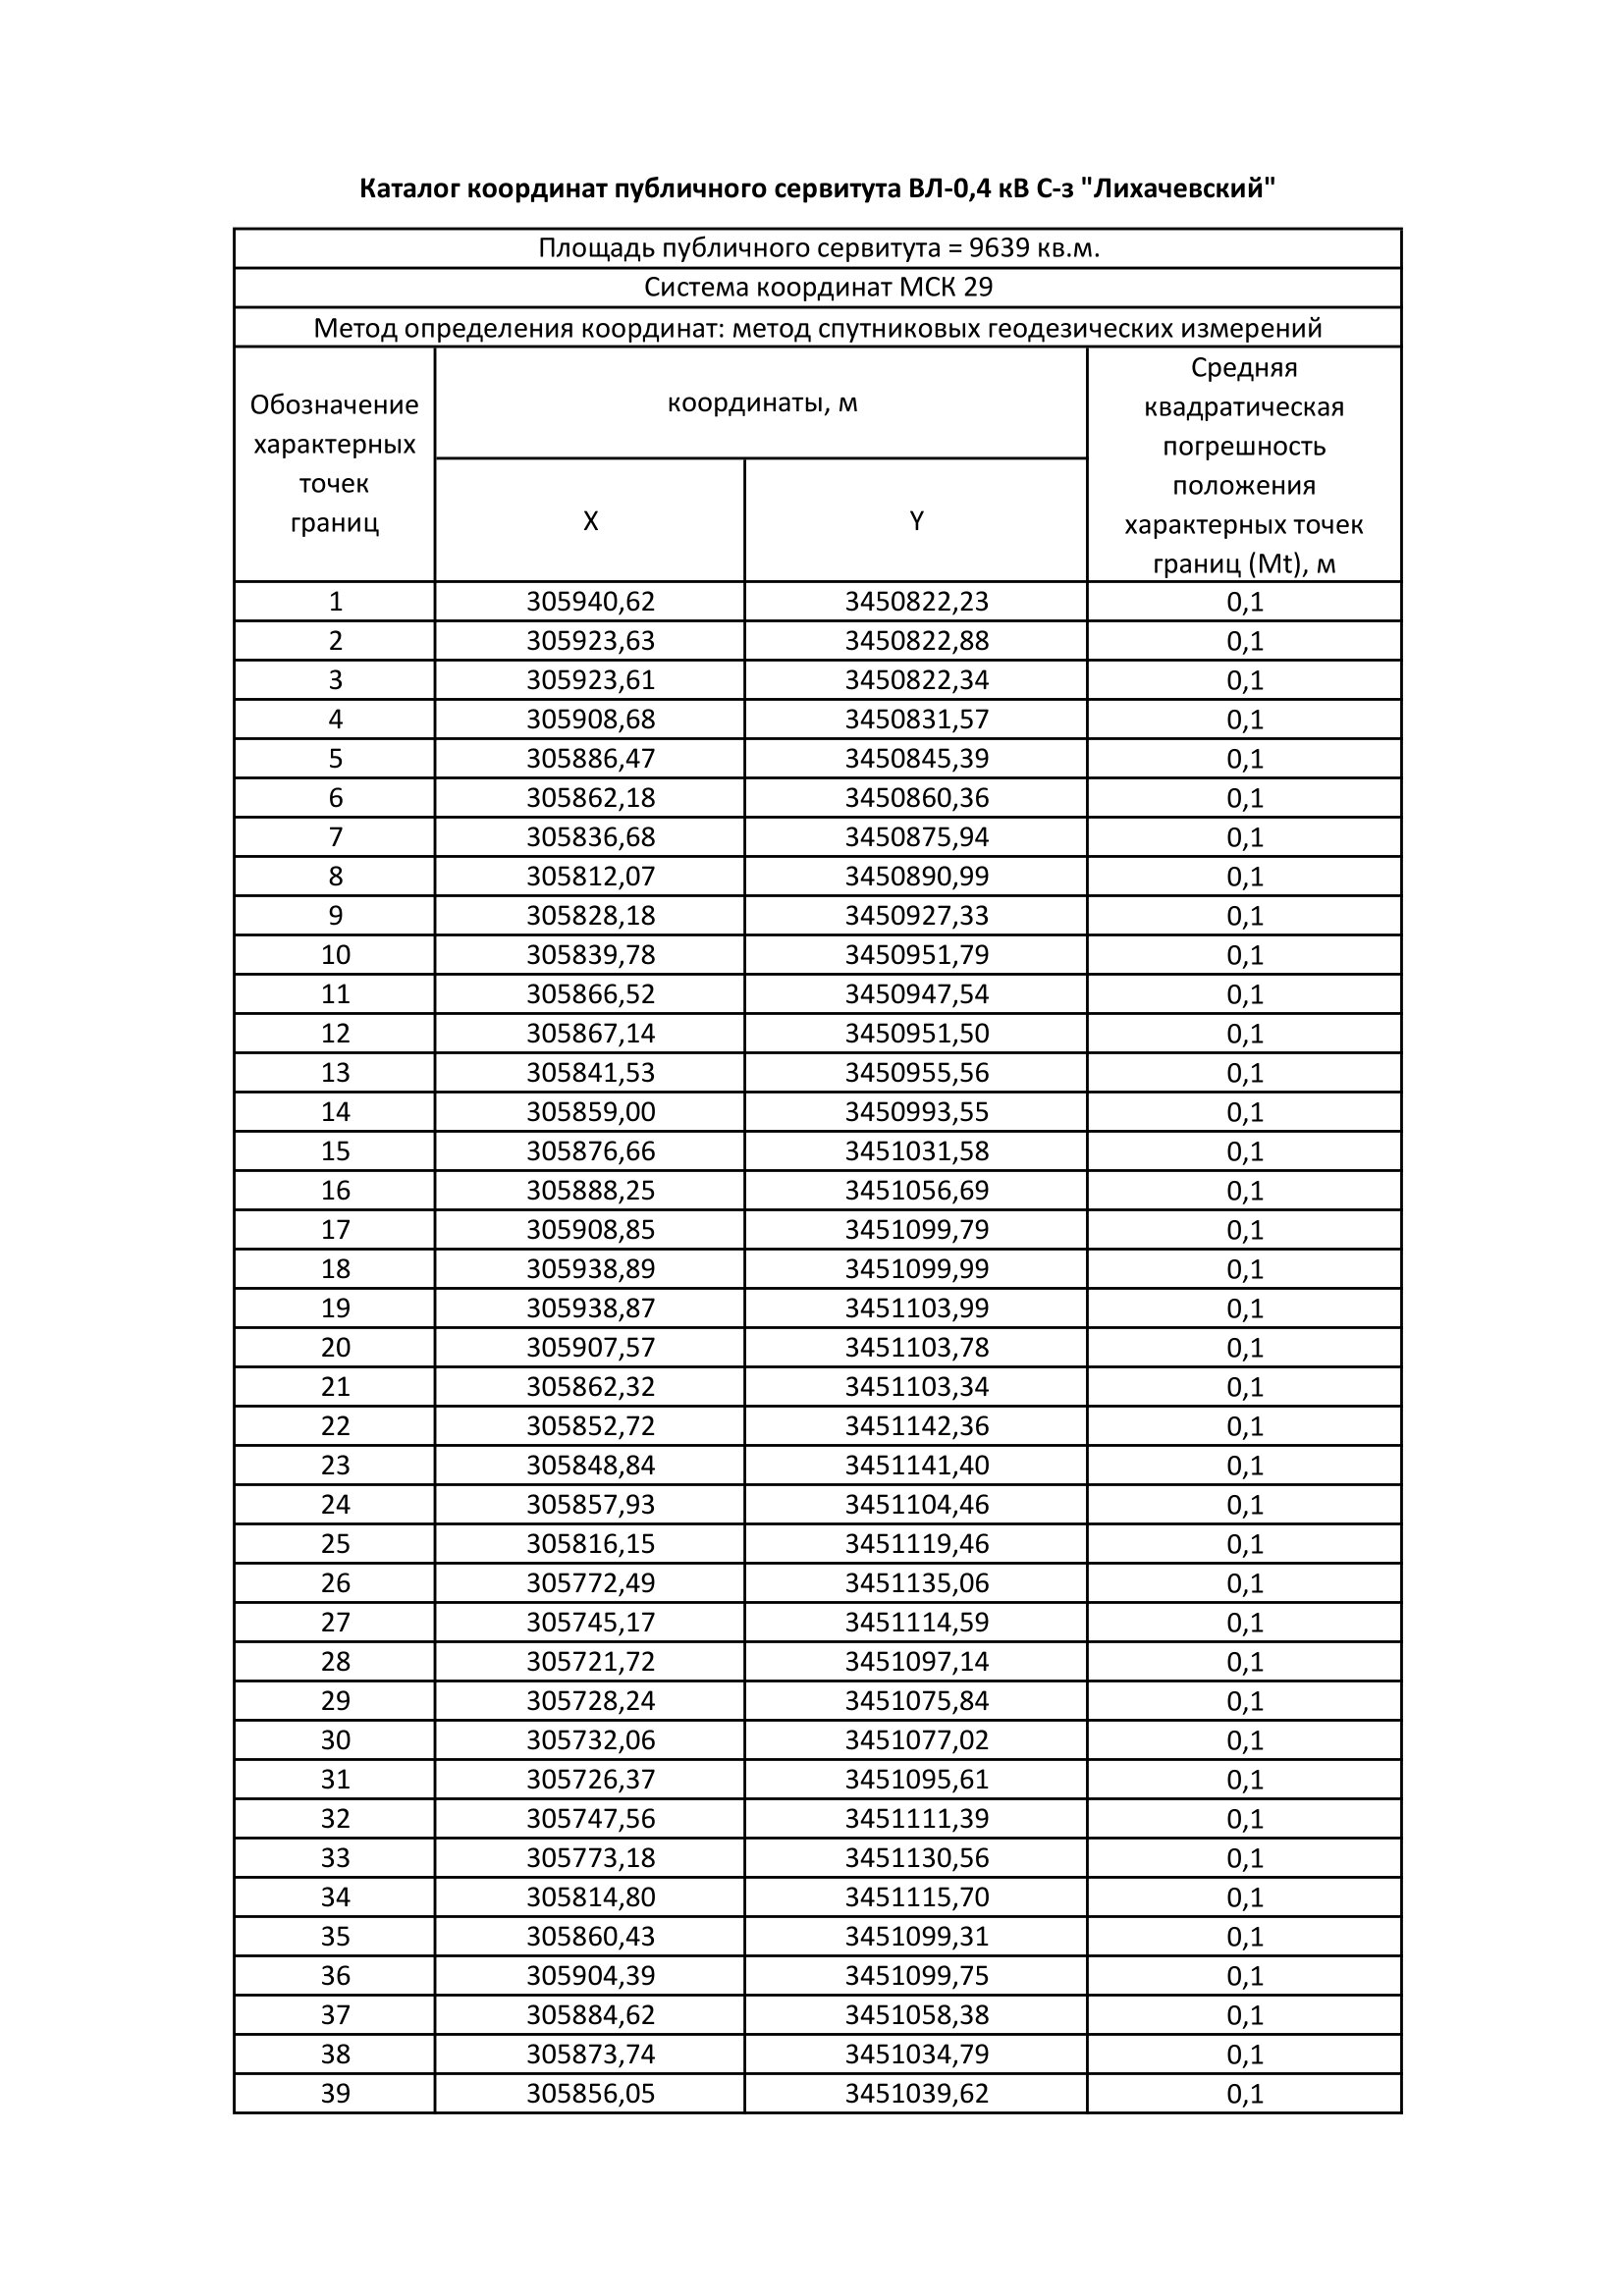 Каталог координат публичного сервитута ВЛ-0,4 кВ С-з "Лихачевский"
Площадь публичного сервитута = 9639 кв.м.
Система координат МСК 29
Метод определения координат: метод спутниковых геодезических измерений
Обозначение
характерных
точек
границ
координаты, м
X
Y
Средняя
квадратическая
погрешность
положения
характерных точек
границ (Mt), м
1 305940,62 3450822,23 0,1
2 305923,63 3450822,88 0,1
3 305923,61 3450822,34 0,1
4 305908,68 3450831,57 0,1
5 305886,47 3450845,39 0,1
6 305862,18 3450860,36 0,1
7 305836,68 3450875,94 0,1
8 305812,07 3450890,99 0,1
9 305828,18 3450927,33 0,1
10 305839,78 3450951,79 0,1
11 305866,52 3450947,54 0,1
12 305867,14 3450951,50 0,1
13 305841,53 3450955,56 0,1
14 305859,00 3450993,55 0,1
15 305876,66 3451031,58 0,1
16 305888,25 3451056,69 0,1
17 305908,85 3451099,79 0,1
18 305938,89 3451099,99 0,1
19 305938,87 3451103,99 0,1
20 305907,57 3451103,78 0,1
21 305862,32 3451103,34 0,1
22 305852,72 3451142,36 0,1
23 305848,84 3451141,40 0,1
24 305857,93 3451104,46 0,1
25 305816,15 3451119,46 0,1
26 305772,49 3451135,06 0,1
27 305745,17 3451114,59 0,1
28 305721,72 3451097,14 0,1
29 305728,24 3451075,84 0,1
30 305732,06 3451077,02 0,1
31 305726,37 3451095,61 0,1
32 305747,56 3451111,39 0,1
33 305773,18 3451130,56 0,1
34 305814,80 3451115,70 0,1
35 305860,43 3451099,31 0,1
36 305904,39 3451099,75 0,1
37 305884,62 3451058,38 0,1
38 305873,74 3451034,79 0,1
39 305856,05 3451039,62 0,1